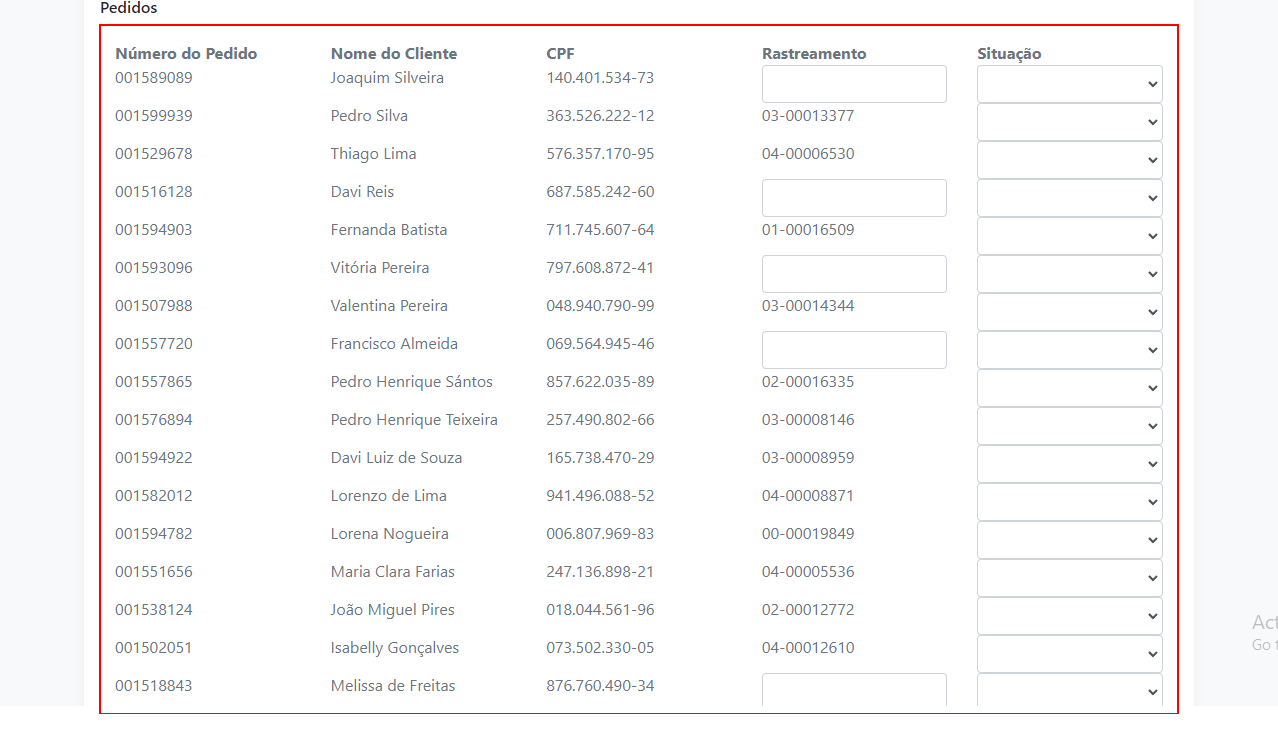 Pedidos
Número do Pedido Nome do Cliente CPF Rastreamento Situação
001589089 Joaquim Silveira 140.401.534-73
001599939 Pedro Silva 363.526.222-12 03-00013377
001529678 Thiago Lima 576.357.170-95 04-00006530
001516128 Davi Reis 687.585.242-60
001594903 Fernanda Batista 711.745.607-64 01-00016509
001593096 Vitória Pereira 797.608.872-41
001507988 Valentina Pereira 048.940.790-99 03-00014344
001557720 Francisco Almeida 069.564.945-46
001557865 Pedro Henrique Sántos 857.622.035-89 02-00016335
001576894 Pedro Henrique Teixeira 257.490.802-66 03-00008146
001594922 Davi Luiz de Souza 165.738.470-29 03-00008959
001582012 Lorenzo de Lima 941.496.088-52 04-00008871
001594782 Lorena Nogueira 006.807.969-83 00-00019849
001551656 Maria Clara Farias 247.136.898-21 04-00005536
001538124 João Miguel Pires 018.044.561-96 02-00012772
001502051 Isabelly Gonçalves 073.502.330-05 04-00012610
001518843 Melissa de Freitas 876.760.490-34
Act
Go t